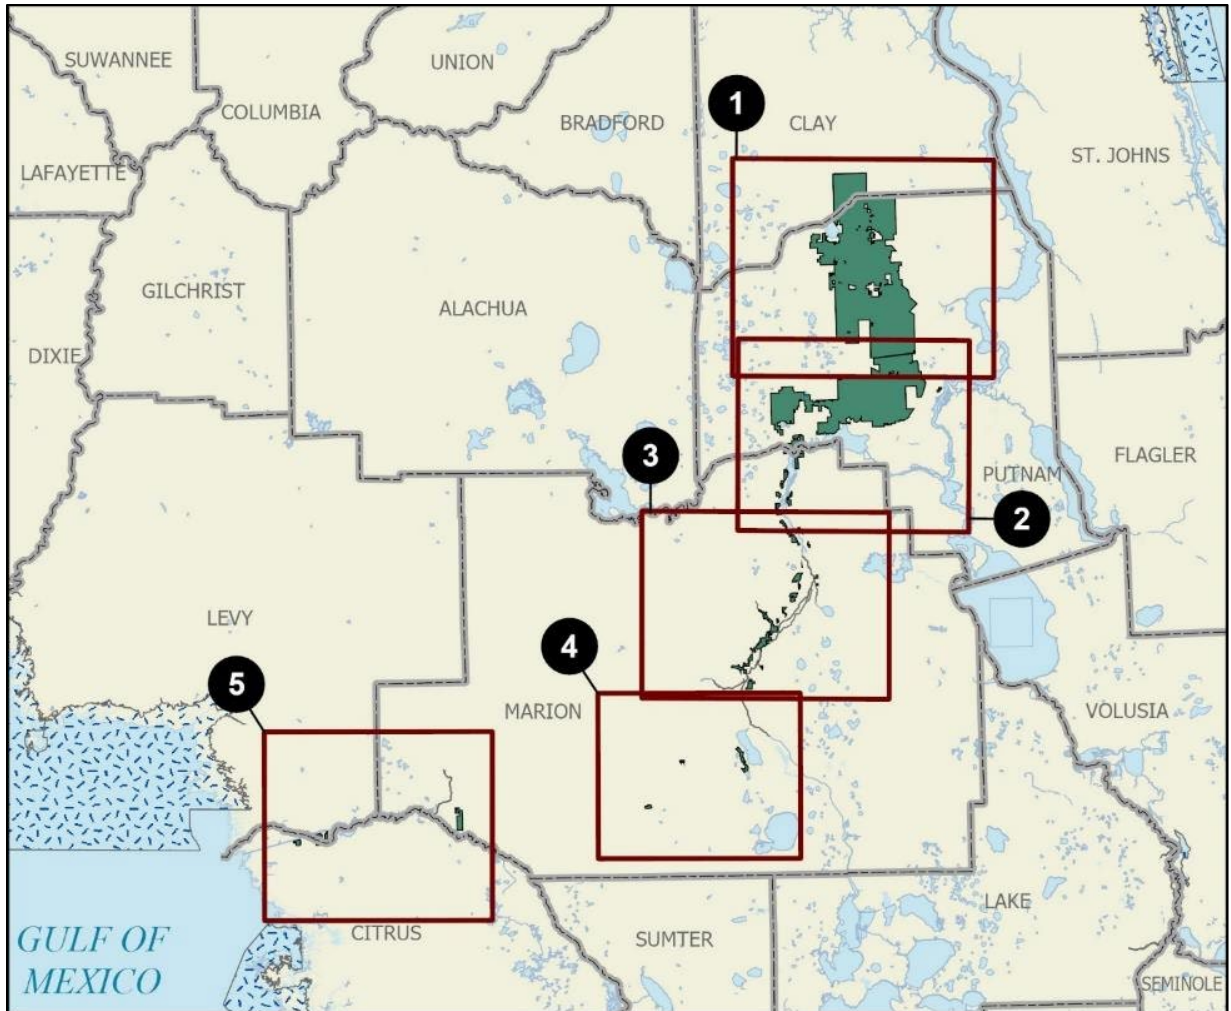 SUWANNEE
UNION
COLUMBIA
1
BRADFORD
CLAY
ST. JOHNS
LAFAYETTE
GILCHRIST
ALACHUA
DIXIE
3
FLAGLER
PUTNAM
2
LEVY
4
5
MARION
VOLUSIA
LAKE
CITRUS
SUMTER
GULF OF
MEXICO
SEMINOLE